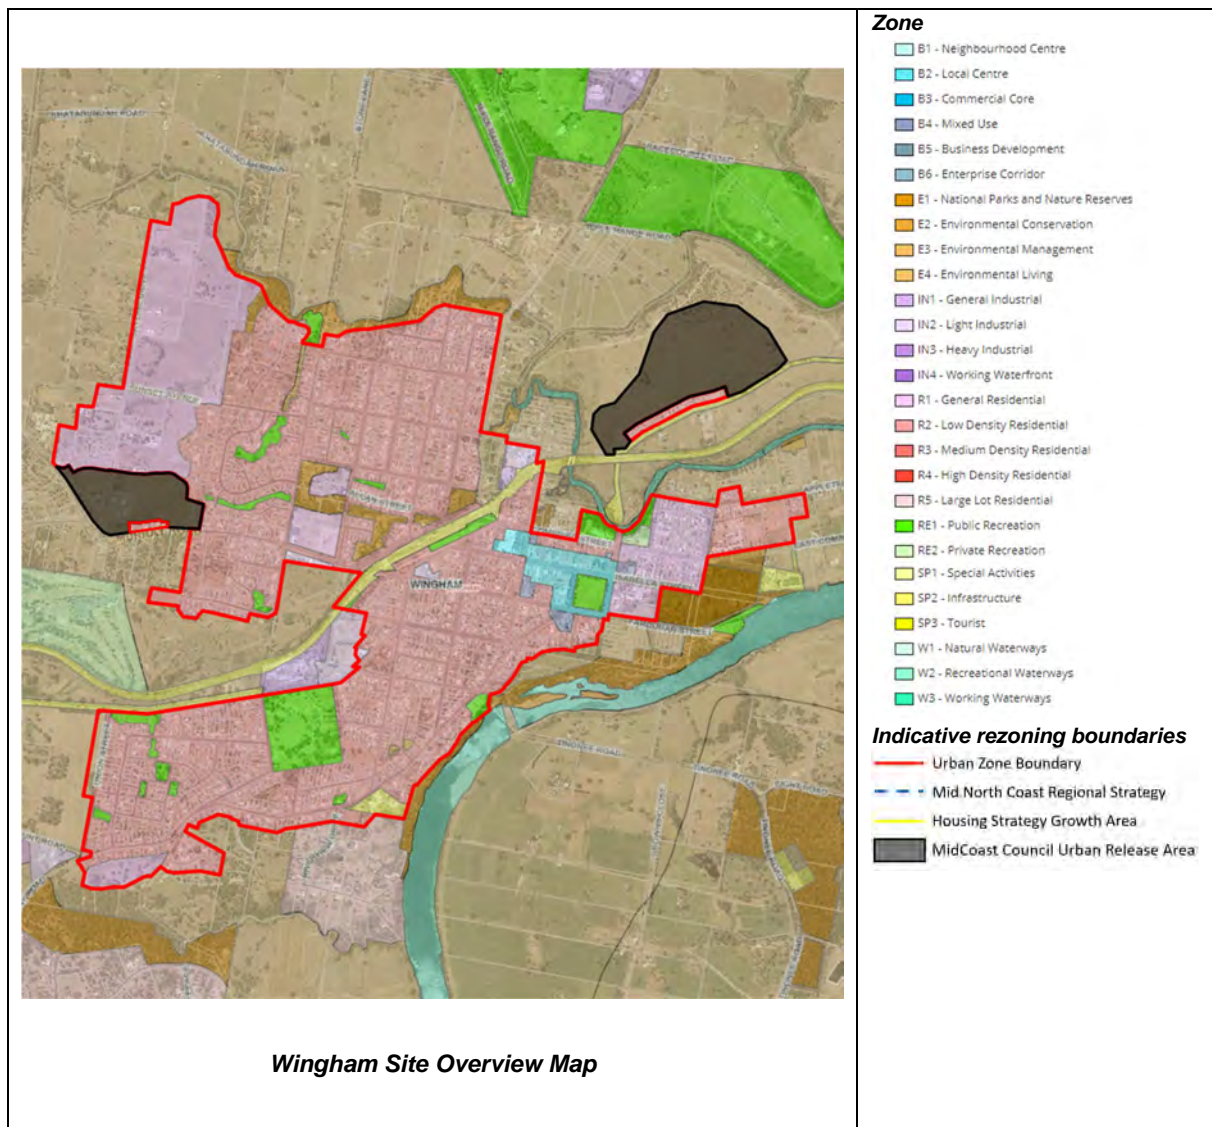 Zone
B1 - Neighbourhood Centre
B2 - Local Centre
B3 - Commercial Core
B4 - Mixed Use
B5 - Business Development
B6 - Enterprise Corridor
E1 - National Parks and Nature Reserves
E2 - Environmental Conservation
E3 - Environmental Management
E4 - Environmental Living
IN1 - General Industrial
IN2 - Light Industrial
IN3 - Heavy Industrial
IN4 - Working Waterfront
R1 - General Residential
R2 - Low Density Residential
R3 - Medium Density Residential
R4 - High Density Residential
R5 - Large Lot Residential
RE1 - Public Recreation
RE2 - Private Recreation
SP1 - Special Activities
SP2 - Infrastructure
SP3 - Tourist
W1 - Natural Waterways
W2 - Recreational Waterways
W3 - Working Waterways
Indicative rezoning boundaries
Urban Zone Boundary
Mid North Coast Regional Strategy
Housing Strategy Growth Area
MidCoast Council Urban Release Area
WINGHAM
ISABELLA STREET
FARQUHAR STREET
Wingham Site Overview Map